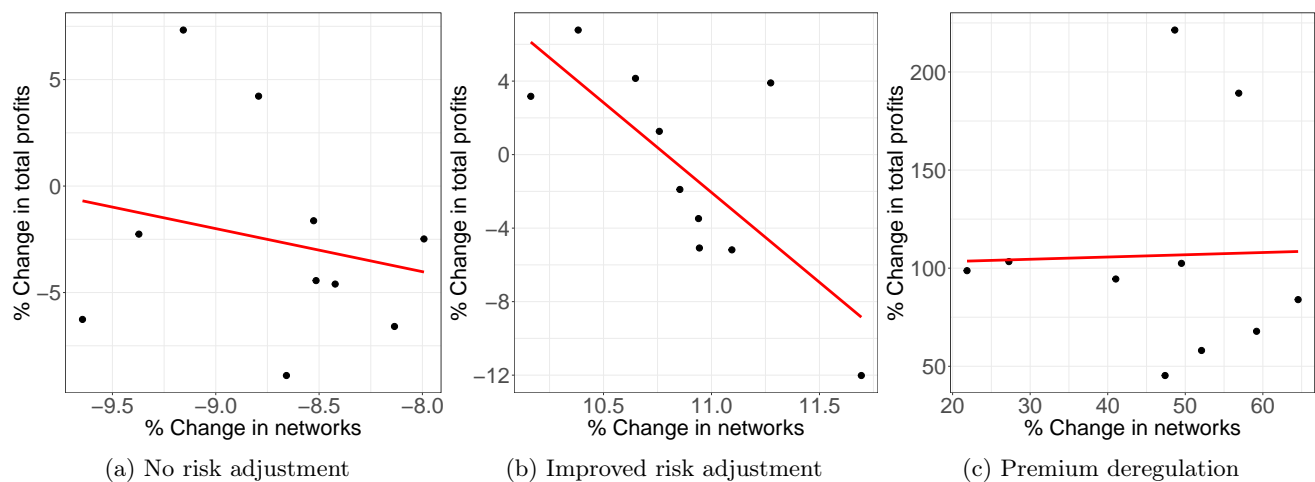 % Change in total profits
5
0
−5
−9.5 −9.0 −8.5 −8.0
% Change in networks
(a) No risk adjustment
% Change in total profits
4
0
−4
−8
−12
10.5 11.0 11.5
% Change in networks
(b) Improved risk adjustment
% Change in total profits
200
150
100
50
20 30 40 50 60
% Change in networks
(c) Premium deregulation